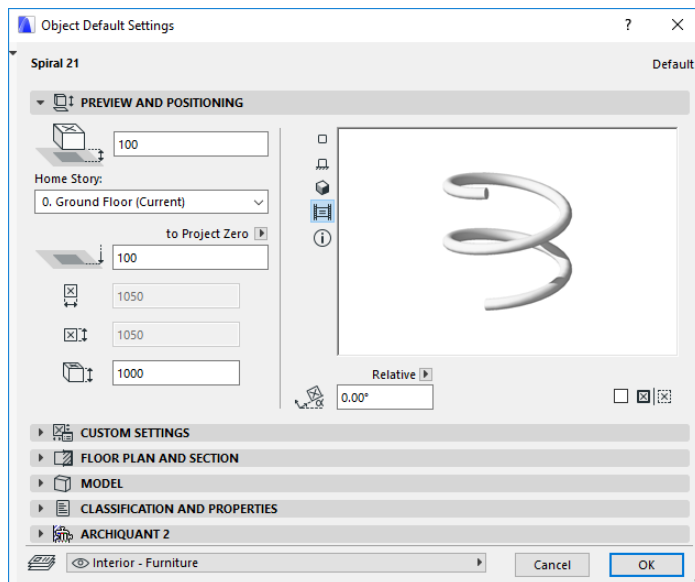 Object Default Settings
?
Spiral 21
Default
PREVIEW AND POSITIONING
100
Home Story:
0. Ground Floor (Current)
to Project Zero
100
1050
1050
1000
Relative
α
0.00°
CUSTOM SETTINGS
FLOOR PLAN AND SECTION
MODEL
CLASSIFICATION AND PROPERTIES
ARCHIQUANT 2
Interior - Furniture
Cancel
OK